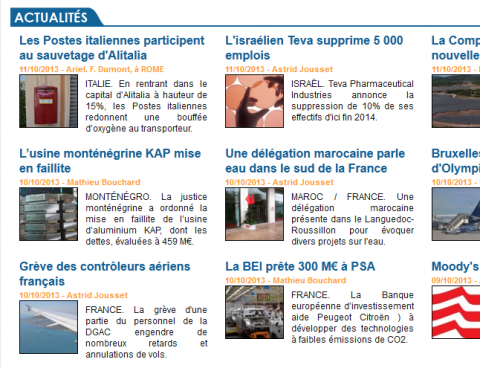 ACTUALITÉS
Les Postes italiennes participent
au sauvetage d'Alitalia
11/10/2013 - Ariel. F. Dumont, à ROME
ITALIE. En rentrant dans le
capital d'Alitalia à hauteur de
15%, les Postes italiennes
redonnent une bouffée
d'oxygène au transporteur.
L'israélien Teva supprime 5 000
emplois
11/10/2013 - Astrid Jousset
ISRAËL. Teva Pharmaceutical
Industries annonce la
suppression de 10% de ses
effectifs d'ici fin 2014.
La Comp
nouvelle
11/10/2013 -
L'usine monténégrine KAP mise
en faillite
10/10/2013 - Mathieu Bouchard
MONTÉNÉGRO. La justice
monténégrine a ordonné la
mise en faillite de l'usine
d'aluminium KAP, dont les
dettes, évaluées à 459 M€.
Une délégation marocaine parle
eau dans le sud de la France
10/10/2013 - Astrid Jousset
MAROC / FRANCE. Une
délégation marocaine
présente dans le Languedoc-
Roussillon pour évoquer
divers projets sur l'eau.
Bruxelles
d'Olympi
10/10/2013 -
Grève des contrôleurs aériens
français
10/10/2013 - Astrid Jousset
FRANCE. La grève d'une
partie du personnel de la
DGAC engendre de
nombreux retards et
annulations de vols.
La BEI prête 300 M€ à PSA
10/10/2013 - Mathieu Bouchard
FRANCE. La Banque
européenne d'investissement
aide Peugeot Citroën ) à
développer des technologies
à faibles émissions de CO2.
Moody's
09/10/2013 -